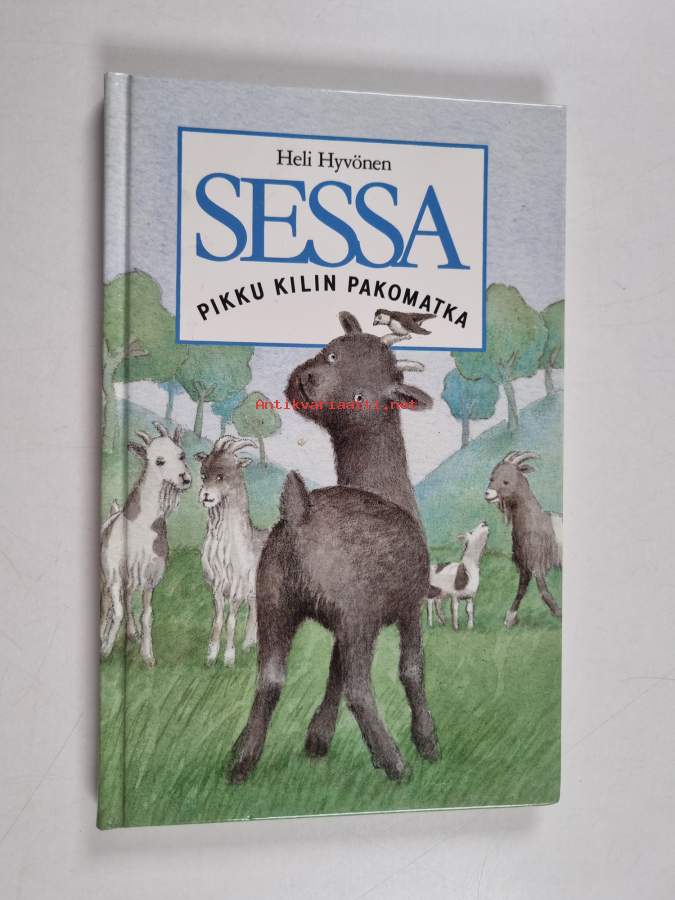 Heli Hyvönen
SESSA
PIKKU KILIN PAKOMATKA
Antikvariaatti.net